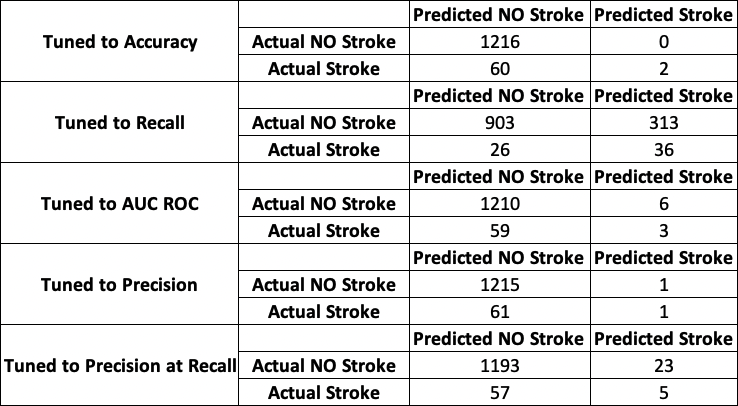 Predicted NO Stroke Predicted Stroke
Tuned to Accuracy Actual NO Stroke 1216 0
Actual Stroke 60 2
Predicted NO Stroke Predicted Stroke
Tuned to Recall Actual NO Stroke 903 313
Actual Stroke 26 36
Predicted NO Stroke Predicted Stroke
Tuned to AUC ROC Actual NO Stroke 1210 6
Actual Stroke 59 3
Predicted NO Stroke Predicted Stroke
Tuned to Precision Actual NO Stroke 1215 1
Actual Stroke 61 1
Predicted NO Stroke Predicted Stroke
Tuned to Precision at Recall Actual NO Stroke 1193 23
Actual Stroke 57 5